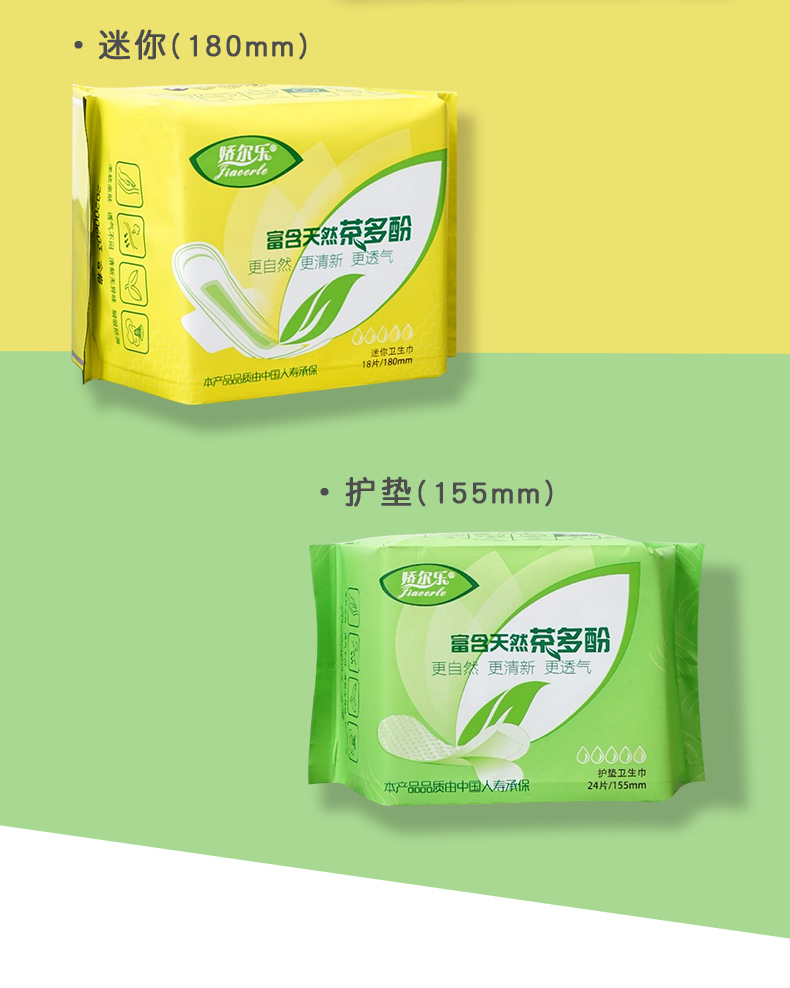 • 迷你(180mm)
娇尔乐®
Jiaoerle
富含天然茶多酚
更自然 更清新 更透气
迷你卫生巾
18片/180mm
本产品品质由中国人寿承保
• 护垫(155mm)
娇尔乐®
Jiaoerle
富含天然茶多酚
更自然 更清新 更透气
护垫卫生巾
24片/155mm
本产品品质由中国人寿承保